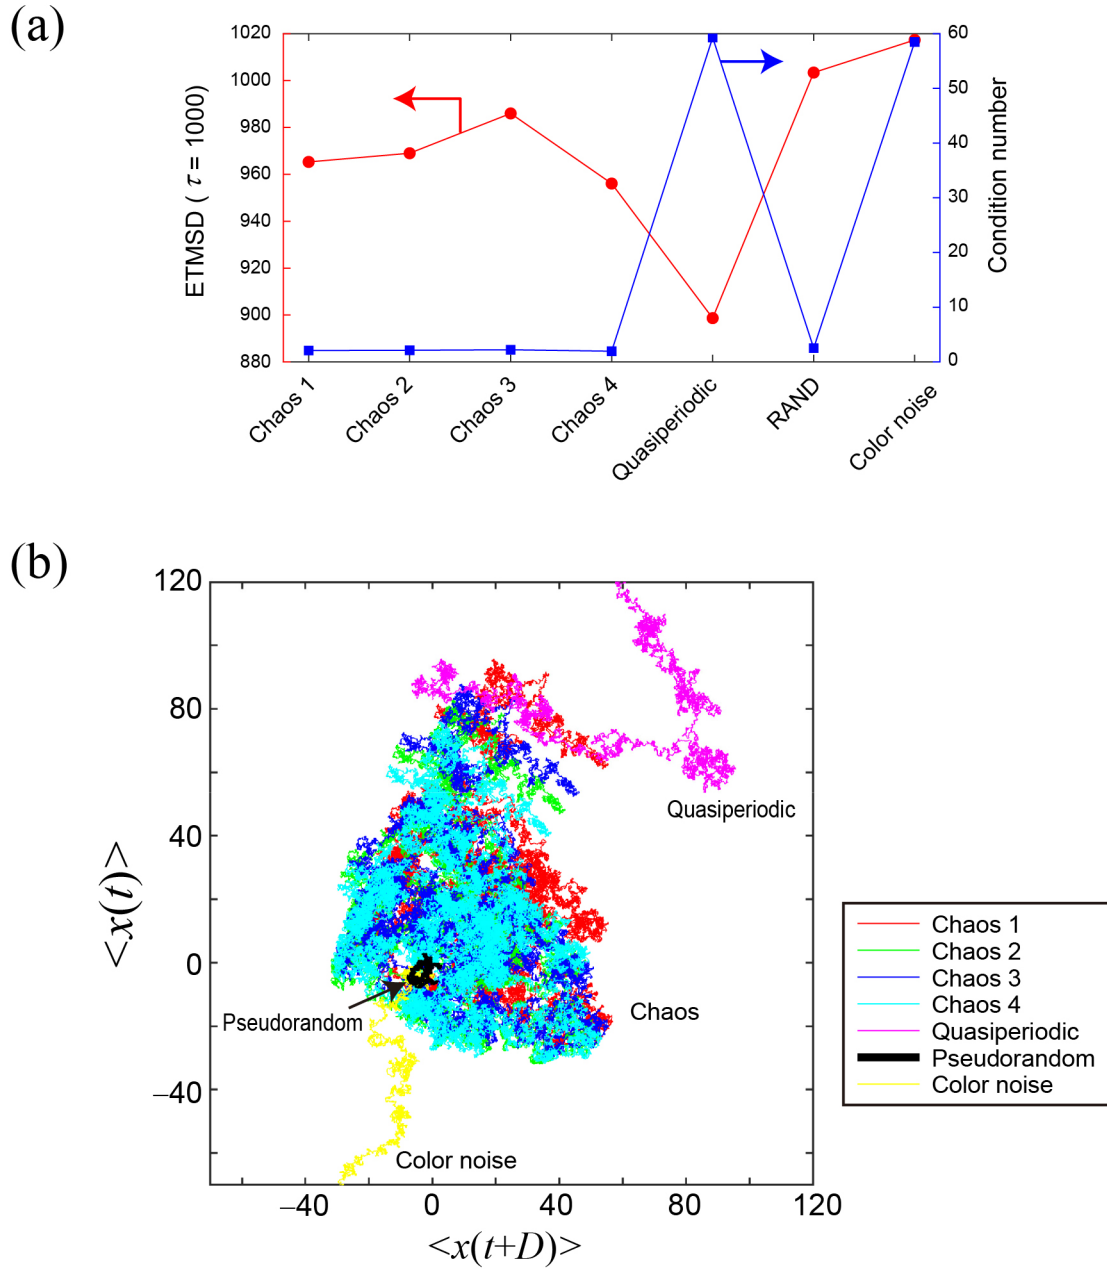 (a)
1020
1000
980
960
940
920
900
880
ETMSD ( τ = 1000)
60
50
40
30
20
10
0
Condition number
Chaos 1
Chaos 2
Chaos 3
Chaos 4
Quasiperiodic
RAND
Color noise
(b)
120
80
40
0
−40
<x(t)>
Quasiperiodic
Chaos
Pseudorandom
Color noise
−40
0
40
80
120
<x(t+D)>
Chaos 1
Chaos 2
Chaos 3
Chaos 4
Quasiperiodic
Pseudorandom
Color noise